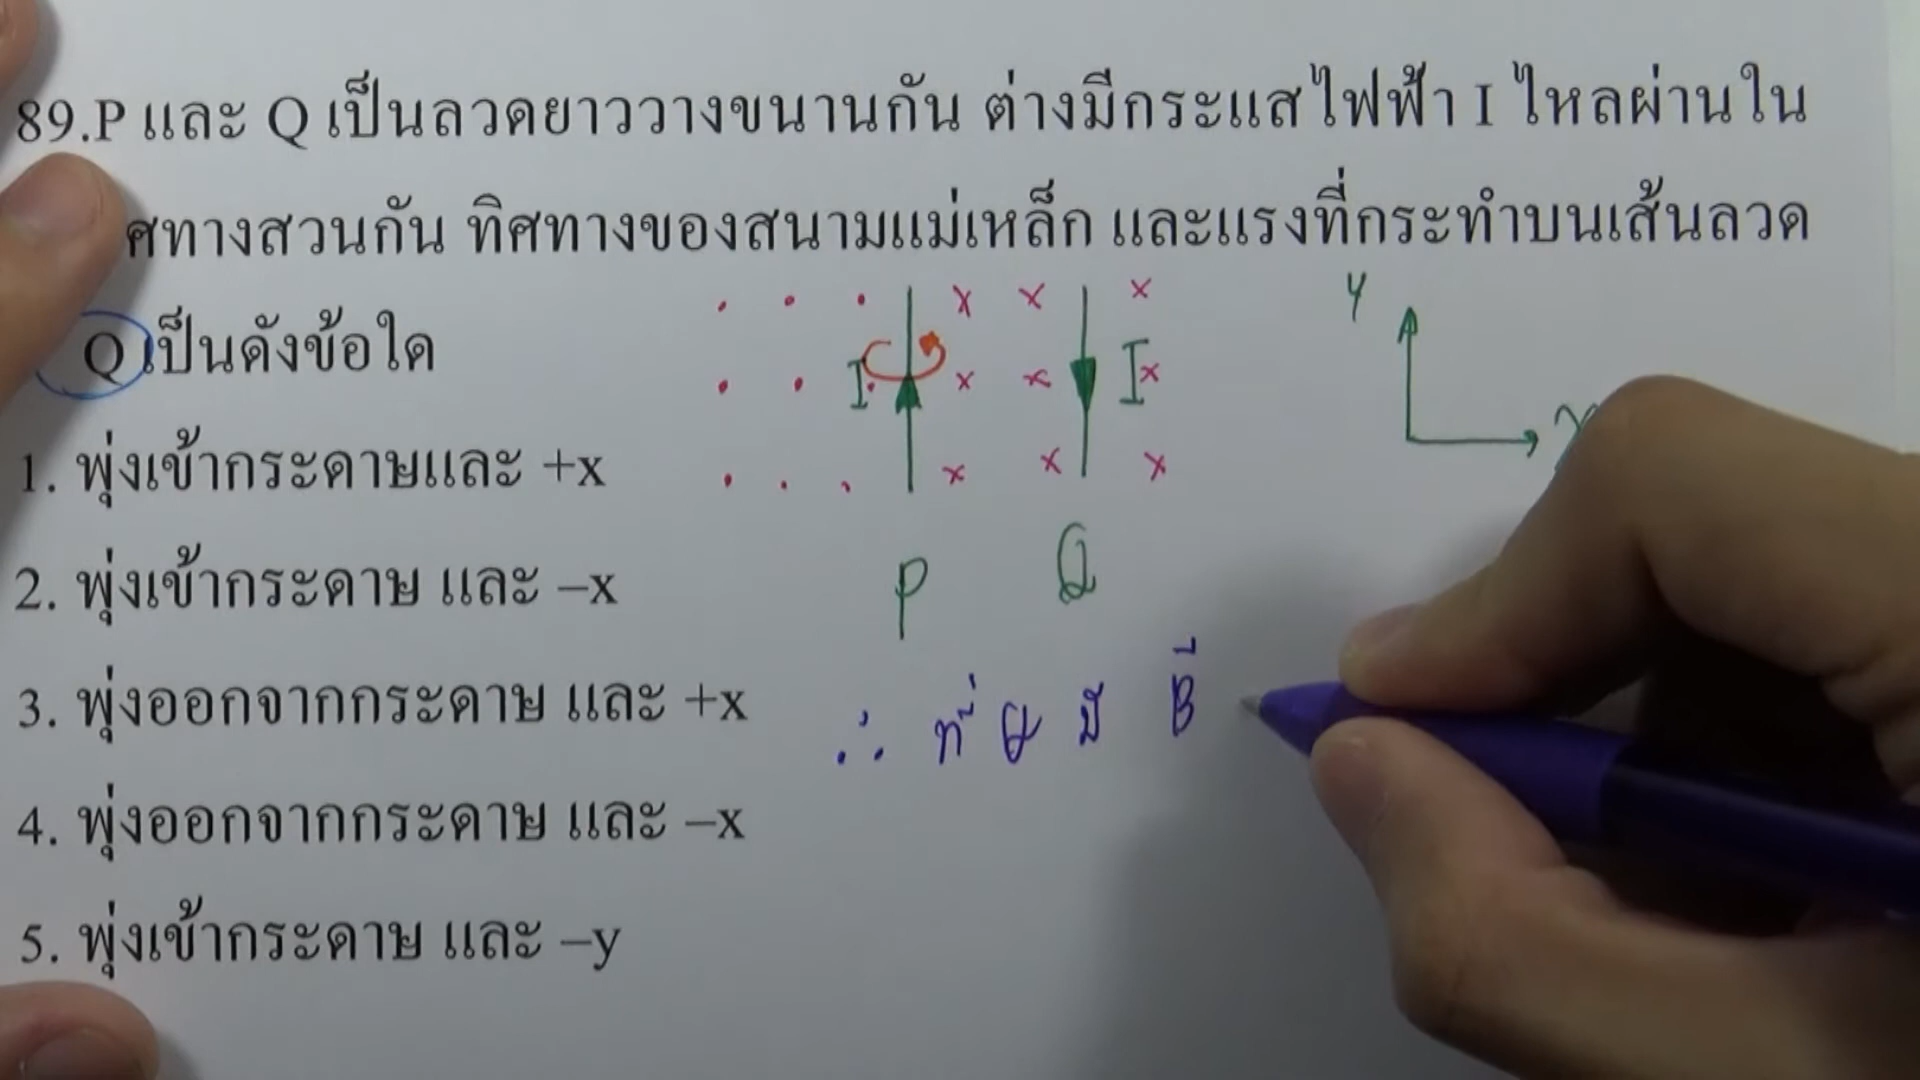 89.P และ Q เป็นลวดยาววางขนานกัน ต่างมีกระแสไฟฟ้า I ไหลผ่านใน
ศทางสวนกัน ทิศทางของสนามแม่เหล็ก และแรงที่กระทำบนเส้นลวด
Q เป็นดังข้อใด
1. พุ่งเข้ากระดาษและ +x
2. พุ่งเข้ากระดาษ และ –x
3. พุ่งออกจากกระดาษ และ +x
4. พุ่งออกจากกระดาษ และ –x
5. พุ่งเข้ากระดาษ และ –y
I
I
P
Q
y
x
∴ ที่ Q มี B